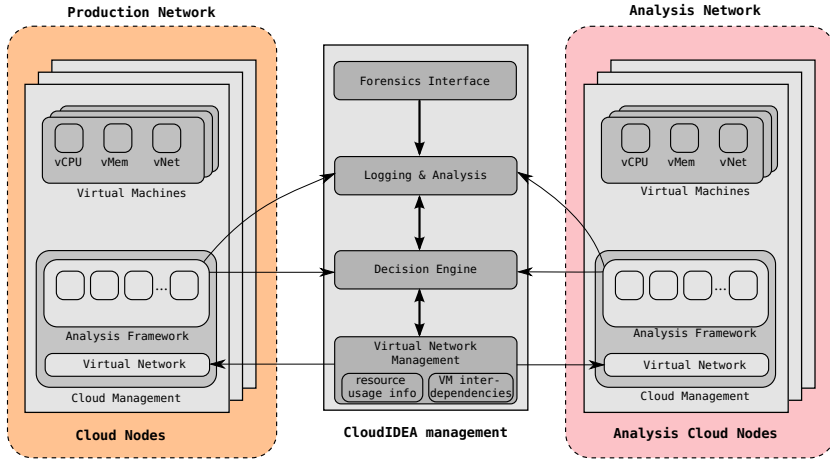 Production Network
vCPU vMem vNet
Virtual Machines
...
Analysis Framework
Virtual Network
Cloud Management
Cloud Nodes
Forensics Interface
Logging & Analysis
Decision Engine
Virtual Network
Management
resource
usage info
VM inter-
dependencies
CloudIDEA management
Analysis Network
vCPU vMem vNet
Virtual Machines
...
Analysis Framework
Virtual Network
Cloud Management
Analysis Cloud Nodes